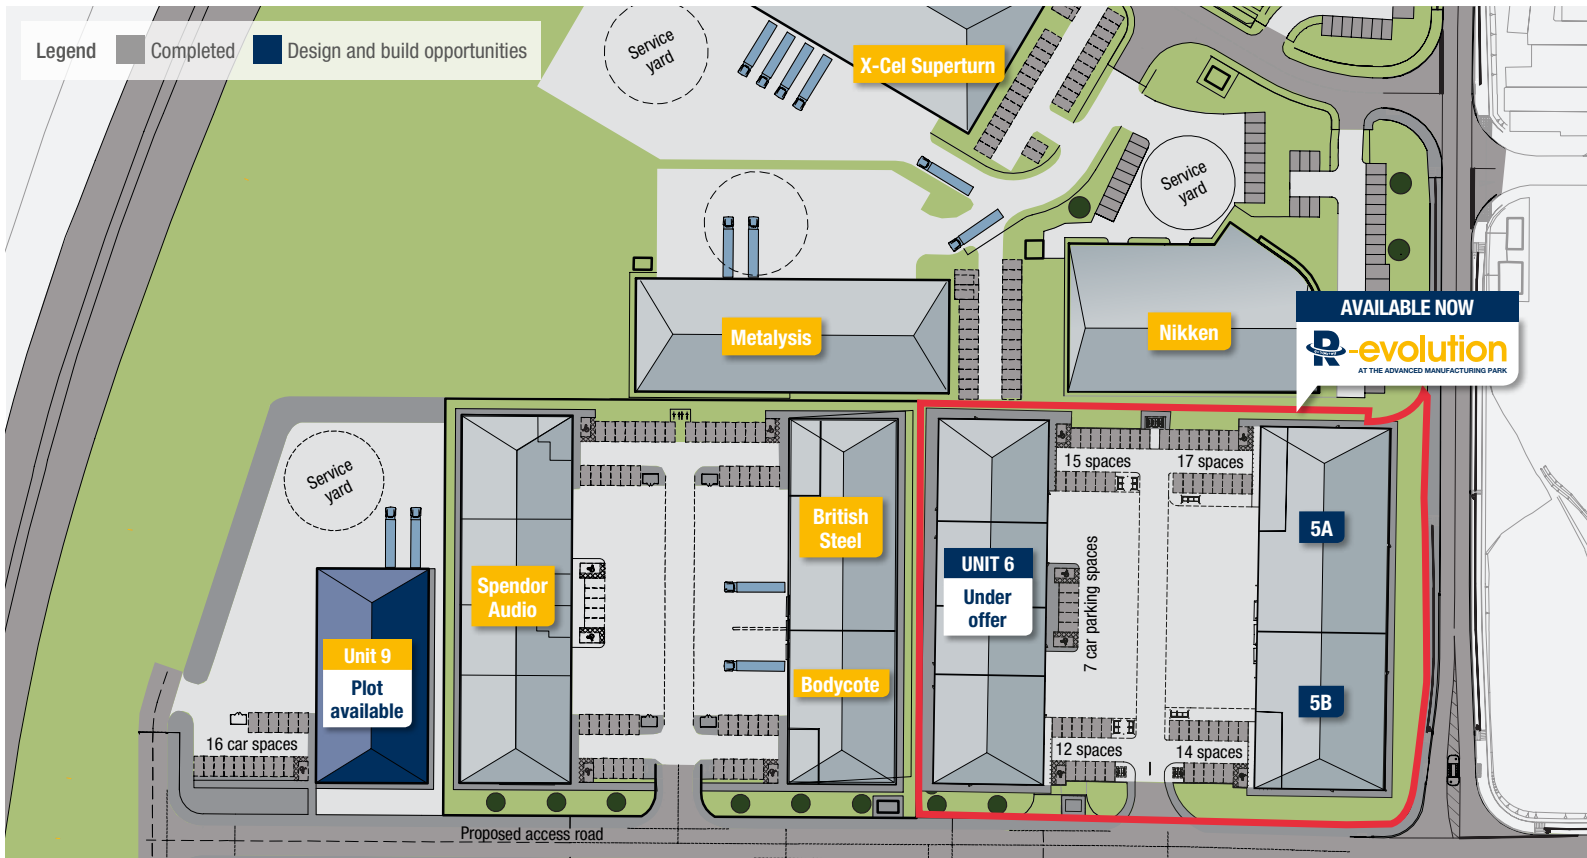 Legend Completed Design and build opportunities
Service
yard
X-Cel Superturn
Service
yard
Metalysis
Nikken
AVAILABLE NOW
R-evolution
AT THE ADVANCED MANUFACTURING PARK
Service
yard
15 spaces
17 spaces
British
Steel
5A
Spendor
Audio
UNIT 6
Under
offer
7 car parking spaces
Unit 9
Plot
available
Bodycote
5B
16 car spaces
12 spaces
14 spaces
Proposed access road